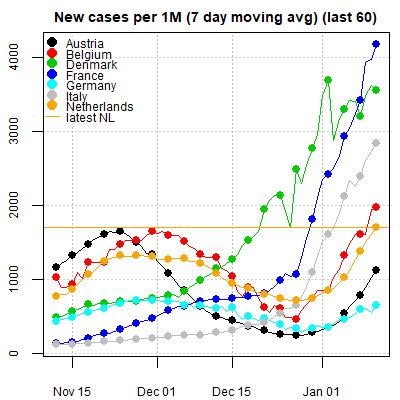 New cases per 1M (7 day moving avg) (last 60)
Austria
Belgium
Denmark
France
Germany
Italy
Netherlands
latest NL
4000
3000
2000
1000
0
Nov 15 Dec 01 Dec 15 Jan 01